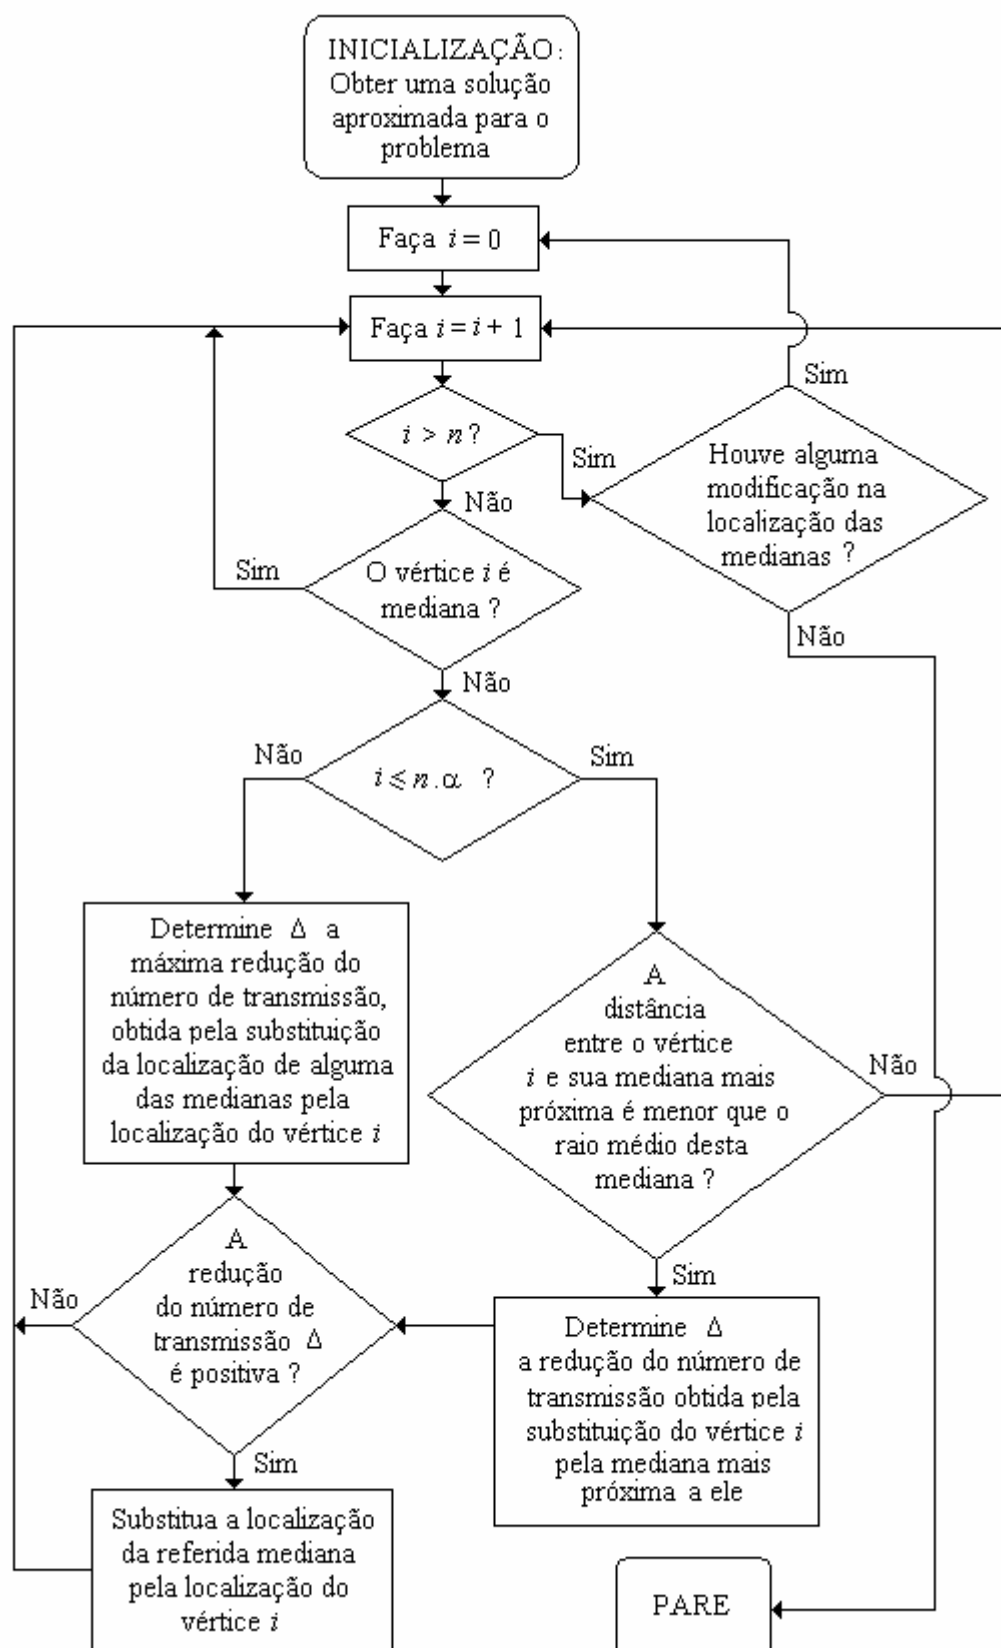 INICIALIZAÇÃO:
Obter uma solução
aproximada para o
problema
Faça i = 0
Faça i = i + 1
i > n ?
Sim
Não
Sim
Houve alguma
modificação na
localização das
medianas ?
Não
O vértice i é
mediana ?
Sim
Não
i ≤ n.α ?
Não
Sim
Determine Δ a
máxima redução do
número de transmissão,
obtida pela substituição
da localização de alguma
das medianas pela
localização do vértice i
A
distância
entre o vértice
i e sua mediana mais
próxima é menor que o
raio médio desta
mediana ?
Não
Sim
A
redução
do número de
transmissão Δ
é positiva ?
Não
Sim
Determine Δ
a redução do número de
transmissão obtida pela
substituição do vértice i
pela mediana mais
próxima a ele
Substitua a localização
da referida mediana
pela localização do
vértice i
PARE